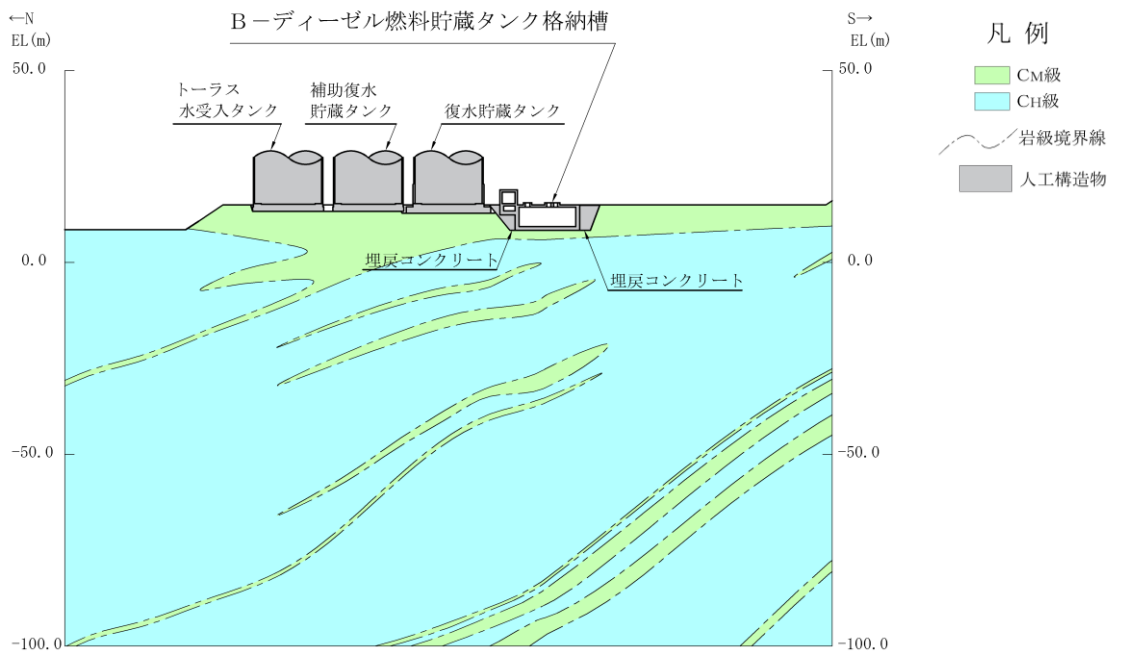 ←N
EL(m)
B－ディーゼル燃料貯蔵タンク格納槽
S→
EL(m)
凡 例
50.0
50.0
CM級
CH級
岩級境界線
人工構造物
トーラス
水受入タンク
補助復水
貯蔵タンク
復水貯蔵タンク
0.0
埋戻コンクリート
埋戻コンクリート
0.0
-50.0
-50.0
-100.0
-100.0